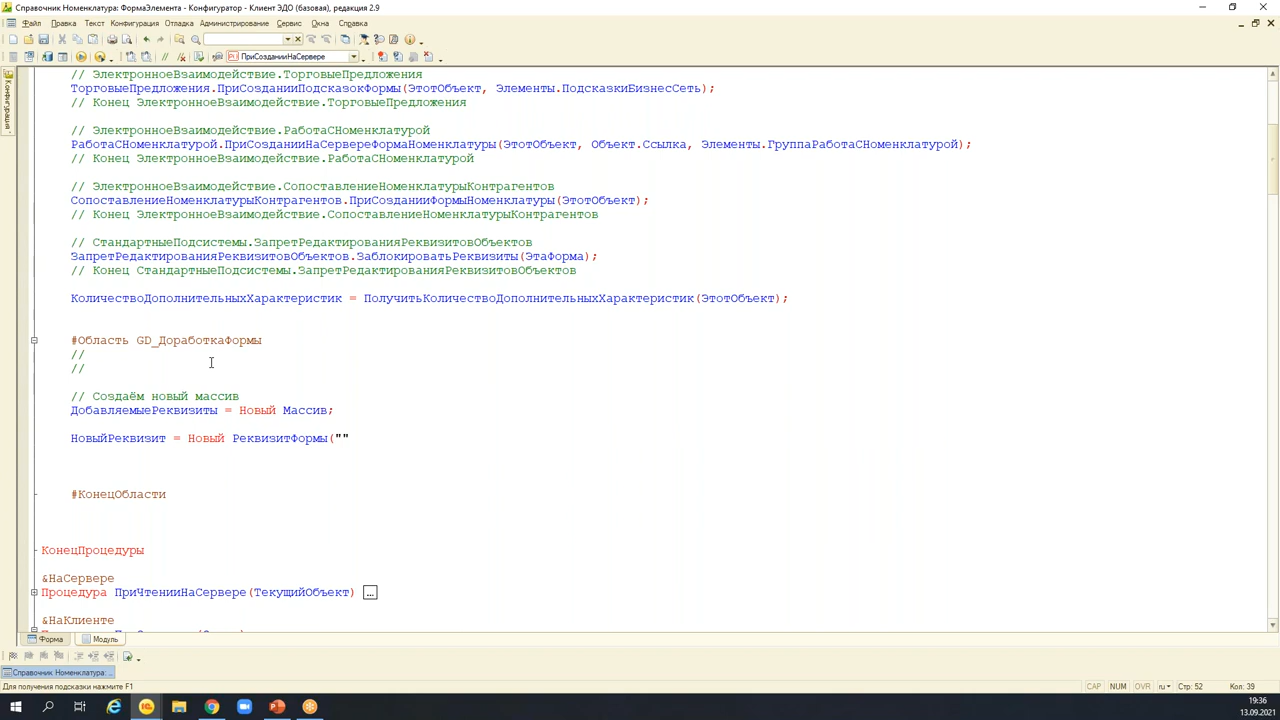 Справочник Номенклатура: ФормаЭлемента - Конфигуратор - Клиент ЭДО (базовая), редакция 2.9
Файл Правка Текст Конфигурация Отладка Администрирование Сервис Окна Справка
ПриСозданииНаСервере
Конфигурация
// ЭлектронноеВзаимодействие.ТорговыеПредложения
ТорговыеПредложения.ПриСозданииПодсказокФормы(ЭтотОбъект, Элементы.ПодсказкиБизнесСеть);
// Конец ЭлектронноеВзаимодействие.ТорговыеПредложения
// ЭлектронноеВзаимодействие.РаботаСНоменклатурой
РаботаСНоменклатурой.ПриСозданииНаСервереФормаНоменклатуры(ЭтотОбъект, Объект.Ссылка, Элементы.ГруппаРаботаСНоменклатурой);
// Конец ЭлектронноеВзаимодействие.РаботаСНоменклатурой
// ЭлектронноеВзаимодействие.СопоставлениеНоменклатурыКонтрагентов
СопоставлениеНоменклатурыКонтрагентов.ПриСозданииФормыНоменклатуры(ЭтотОбъект);
// Конец ЭлектронноеВзаимодействие.СопоставлениеНоменклатурыКонтрагентов
// СтандартныеПодсистемы.ЗапретРедактированияРеквизитовОбъектов
ЗапретРедактированияРеквизитовОбъектов.ЗаблокироватьРеквизиты(ЭтаФорма);
// Конец СтандартныеПодсистемы.ЗапретРедактированияРеквизитовОбъектов
КоличествоДополнительныхХарактеристик = ПолучитьКоличествоДополнительныхХарактеристик(ЭтотОбъект);
#Область GD_ДоработкаФормы
//
//
// Создаём новый массив
ДобавляемыеРеквизиты = Новый Массив;
НовыйРеквизит = Новый РеквизитФормы(""
#КонецОбласти
КонецПроцедуры
&НаСервере
Процедура ПриЧтенииНаСервере(ТекущийОбъект) ...
&НаКлиенте
Форма Модуль
Справочник Номенклатура: ...
Для получения подсказки нажмите F1 CAP NUM OVR ru Стр: 52 Кол: 39
19:36
13.09.2021